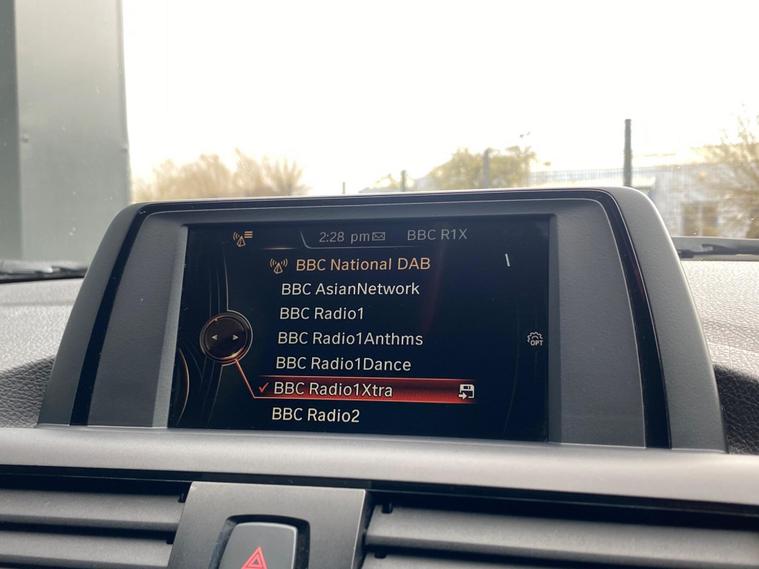 2:28 pm BBC R1X
BBC National DAB
BBC AsianNetwork
BBC Radio1
BBC Radio1Anthms
OPT
BBC Radio1Dance
BBC Radio1Xtra
BBC Radio2